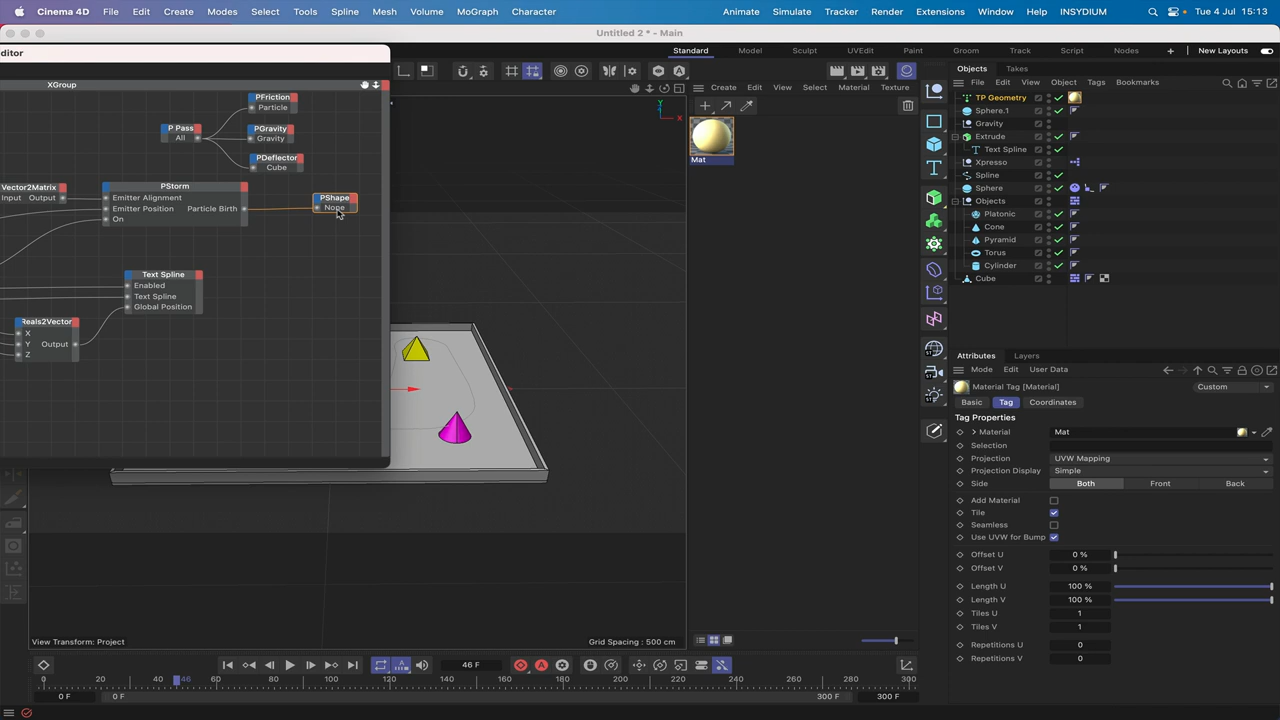 Cinema 4D File Edit Create Modes Select Tools Spline Mesh Volume MoGraph Character Animate Simulate Tracker Render Extensions Window Help INSYDIUM Tue 4 Jul 15:13
Untitled 2 * - Main
Standard Model Sculpt UVEdit Paint Groom Track Script Nodes New Layouts
ditor
XGroup
PFriction
Particle
P Pass
All
PGravity
Gravity
PDeflector
Cube
Vector2Matrix
Input Output
PStorm
Emitter Alignment
Emitter Position Particle Birth
On
PShape
None
Text Spline
Enabled
Text Spline
Global Position
Reals2Vector
X
Y Output
Z
Y
X
Create Edit View Select Material Texture
Mat
Objects Takes
File Edit View Object Tags Bookmarks
TP Geometry
Sphere.1
Gravity
Extrude
Text Spline
Xpresso
Spline
Sphere
Objects
Platonic
Cone
Pyramid
Torus
Cylinder
Cube
ST
ST
ST
Attributes Layers
Mode Edit User Data
Material Tag [Material] Custom
Basic Tag Coordinates
Tag Properties
Material Mat
Selection
Projection UVW Mapping
Projection Display Simple
Side Both Front Back
Add Material
Tile
Seamless
Use UVW for Bump
Offset U 0 %
Offset V 0 %
Length U 100 %
Length V 100 %
Tiles U 1
Tiles V 1
Repetitions U 0
Repetitions V 0
View Transform: Project Grid Spacing : 500 cm
46 F
0 20 40 46 60 80 100 120 140 160 180 200 220 240 260 280 300
0 F 0 F 300 F 300 F